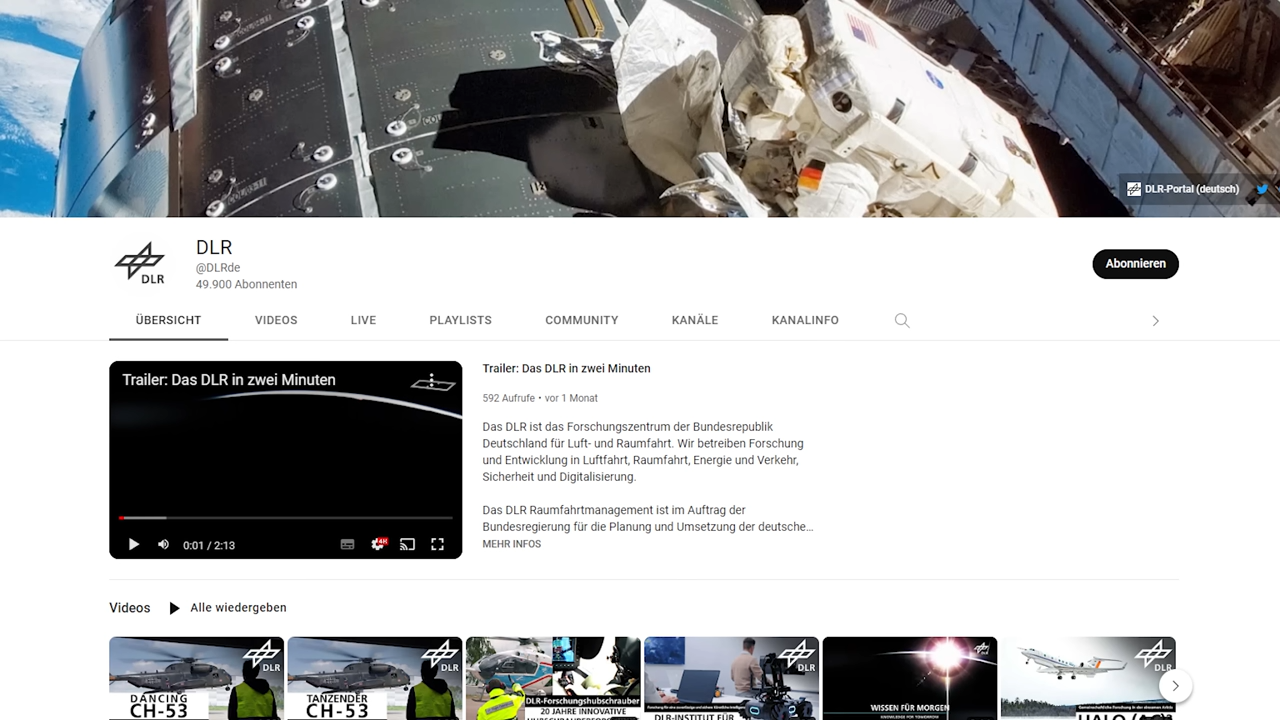 DLR-Portal (deutsch)
DLR
DLR
@DLRde
49.900 Abonnenten
Abonnieren
ÜBERSICHT
VIDEOS
LIVE
PLAYLISTS
COMMUNITY
KANÄLE
KANALINFO
Trailer: Das DLR in zwei Minuten
0:01 / 2:13
Trailer: Das DLR in zwei Minuten
592 Aufrufe • vor 1 Monat
Das DLR ist das Forschungszentrum der Bundesrepublik
Deutschland für Luft- und Raumfahrt. Wir betreiben Forschung
und Entwicklung in Luftfahrt, Raumfahrt, Energie und Verkehr,
Sicherheit und Digitalisierung.
Das DLR Raumfahrtmanagement ist im Auftrag der
Bundesregierung für die Planung und Umsetzung der deutsche...
MEHR INFOS
Videos
Alle wiedergeben
DLR
DANCING
CH-53
DLR
TANZENDER
CH-53
DLR-Forschungshubschrauber
20 JAHRE INNOVATIVE
DLR
DLR-INSTITUT FÜR
WISSEN FÜR MORGEN
DLR